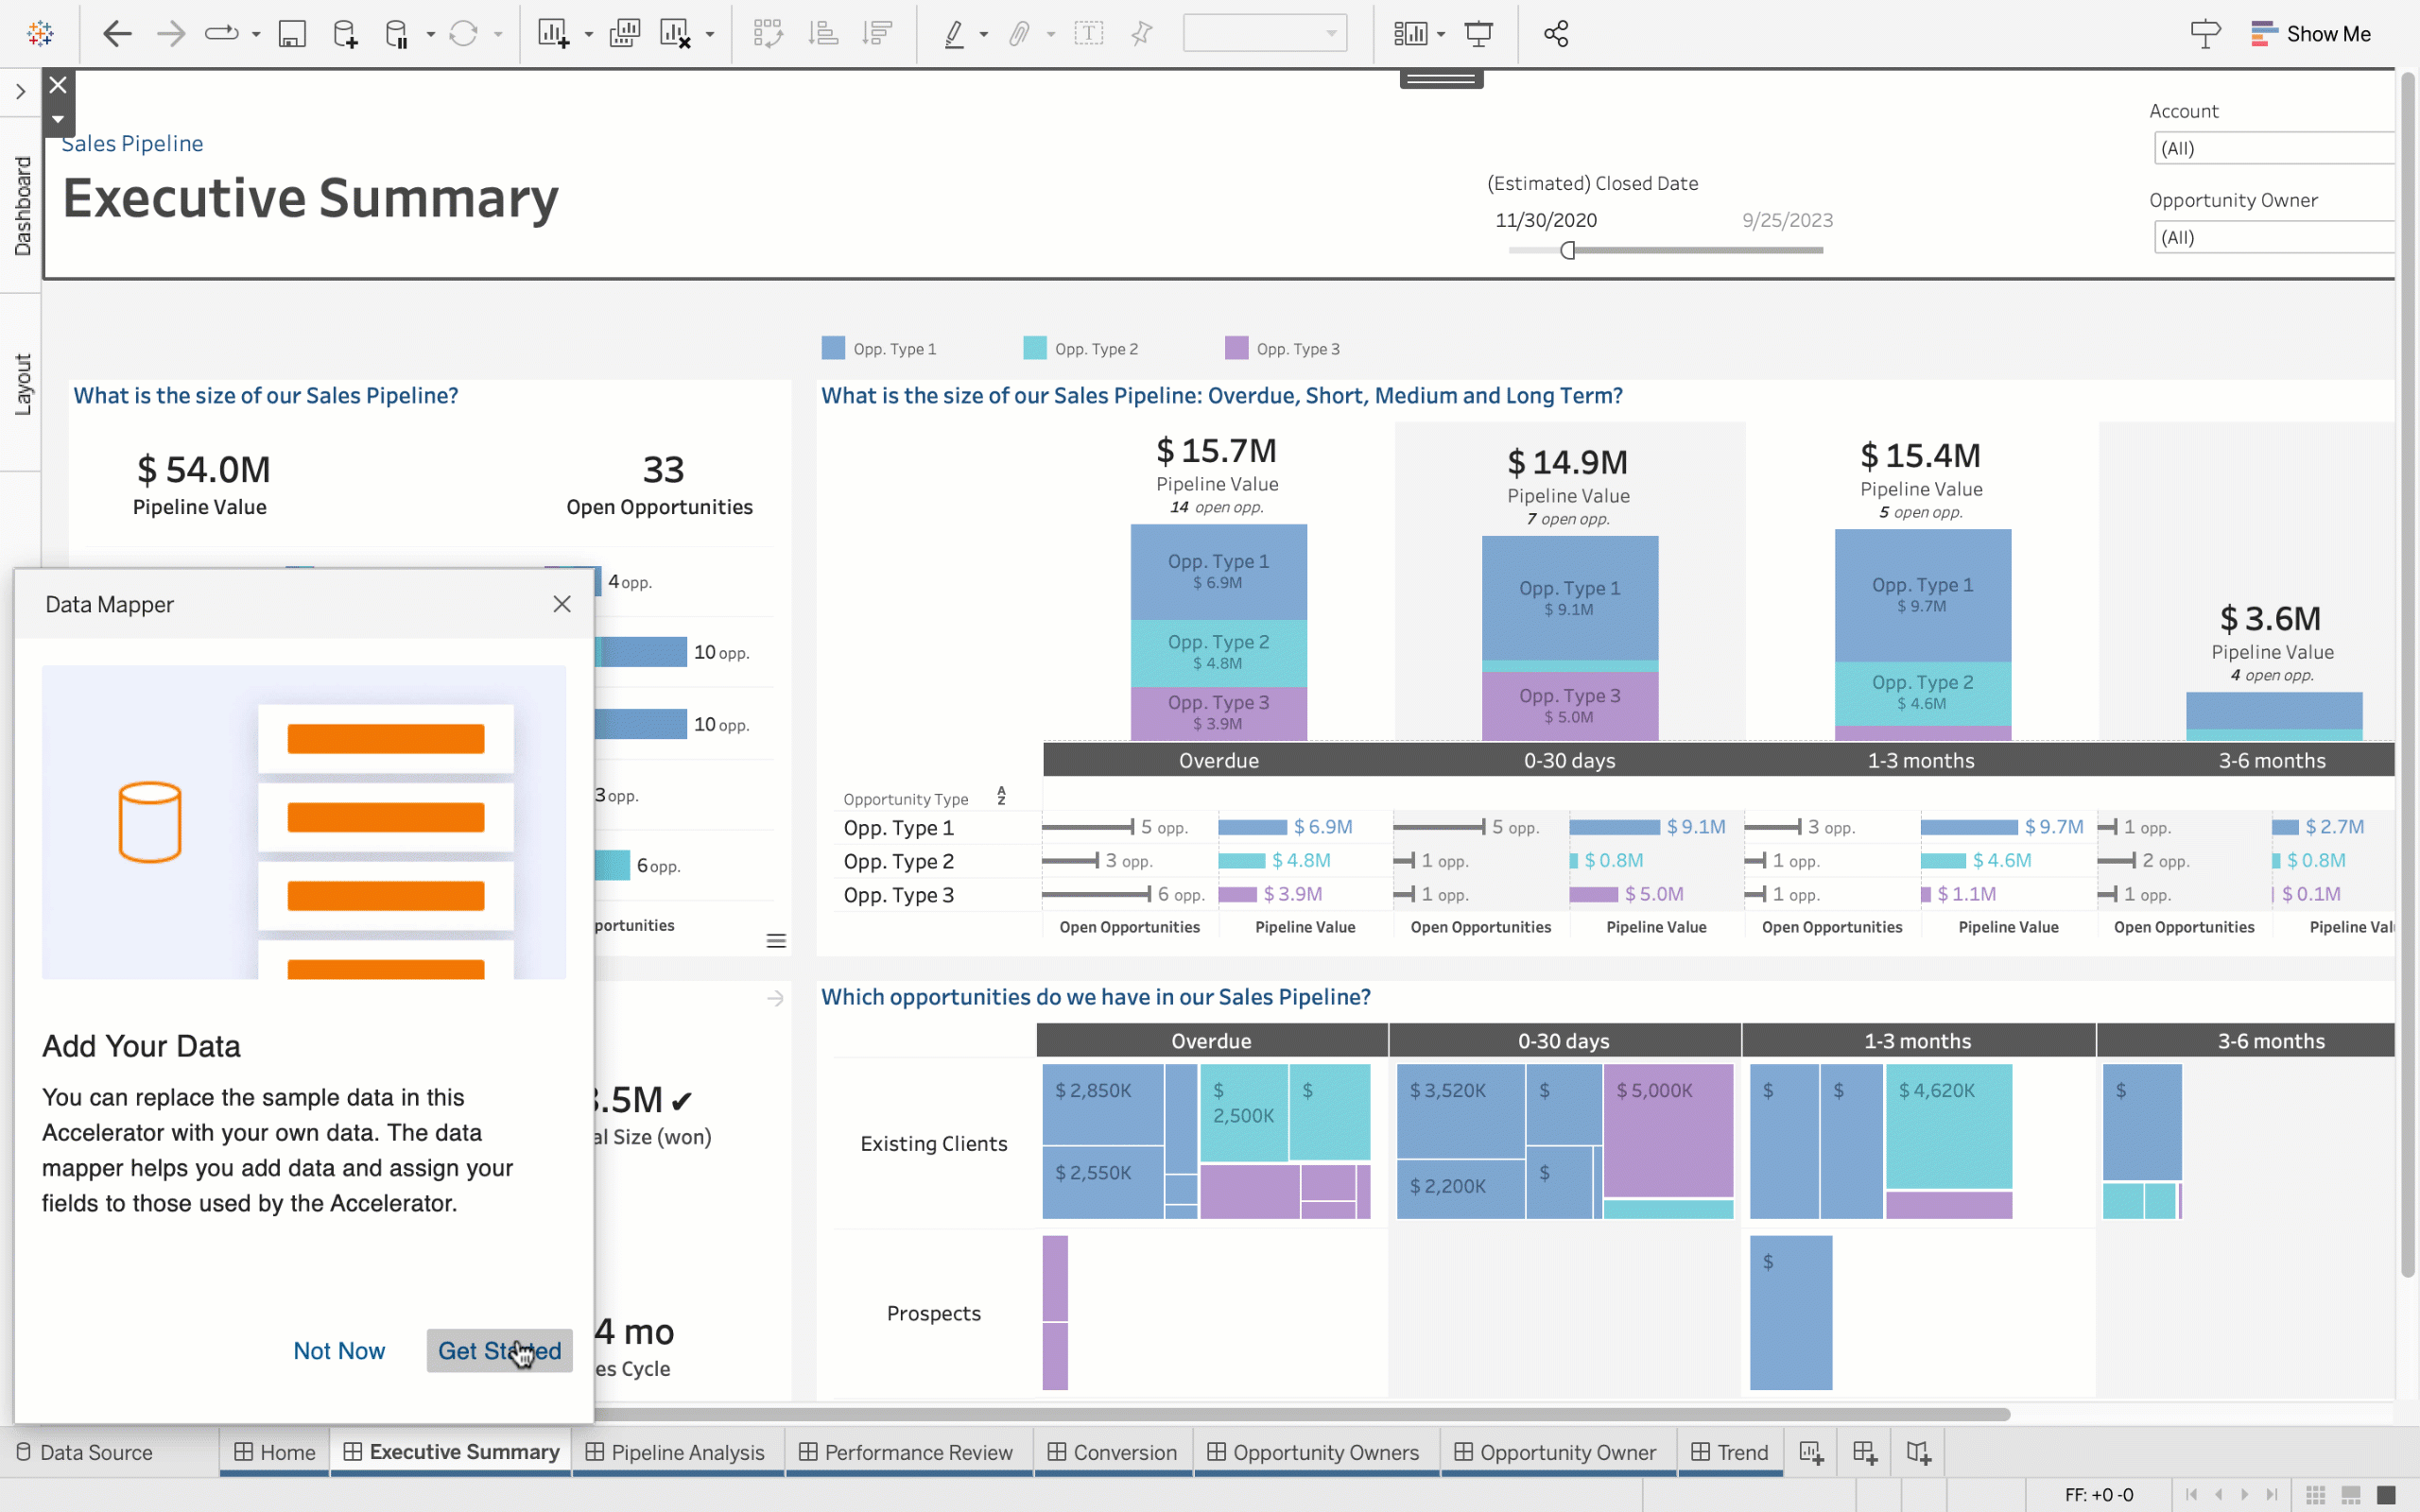 Show Me
Dashboard
Layout
Sales Pipeline
Executive Summary
(Estimated) Closed Date
11/30/2020
9/25/2023
Account
(All)
Opportunity Owner
(All)
Opp. Type 1
Opp. Type 2
Opp. Type 3
What is the size of our Sales Pipeline?
$ 54.0M
Pipeline Value
33
Open Opportunities
4 opp.
10 opp.
10 opp.
3 opp.
6 opp.
portunities
What is the size of our Sales Pipeline: Overdue, Short, Medium and Long Term?
$ 15.7M
Pipeline Value
14 open opp.
Opp. Type 1
$ 6.9M
Opp. Type 2
$ 4.8M
Opp. Type 3
$ 3.9M
$ 14.9M
Pipeline Value
7 open opp.
Opp. Type 1
$ 9.1M
Opp. Type 3
$ 5.0M
$ 15.4M
Pipeline Value
5 open opp.
Opp. Type 1
$ 9.7M
Opp. Type 2
$ 4.6M
$ 3.6M
Pipeline Value
4 open opp.
Overdue 0-30 days 1-3 months 3-6 months
Opportunity Type
Opp. Type 1 5 opp. $ 6.9M 5 opp. $ 9.1M 3 opp. $ 9.7M 1 opp. $ 2.7M
Opp. Type 2 3 opp. $ 4.8M 1 opp. $ 0.8M 1 opp. $ 4.6M 2 opp. $ 0.8M
Opp. Type 3 6 opp. $ 3.9M 1 opp. $ 5.0M 1 opp. $ 1.1M 1 opp. $ 0.1M
Open Opportunities Pipeline Value Open Opportunities Pipeline Value Open Opportunities Pipeline Value Open Opportunities Pipeline Val
Data Mapper
Add Your Data
You can replace the sample data in this
Accelerator with your own data. The data
mapper helps you add data and assign your
fields to those used by the Accelerator.
Not Now
Get Started
.5M ✔
al Size (won)
4 mo
es Cycle
Which opportunities do we have in our Sales Pipeline?
Overdue 0-30 days 1-3 months 3-6 months
Existing Clients
$ 2,850K
$ 2,550K
$
2,500K
$
$ 3,520K
$ 2,200K
$
$
$ 5,000K
$
$
$ 4,620K
$
Prospects
$
Data Source
Home
Executive Summary
Pipeline Analysis
Performance Review
Conversion
Opportunity Owners
Opportunity Owner
Trend
FF: +0 -0